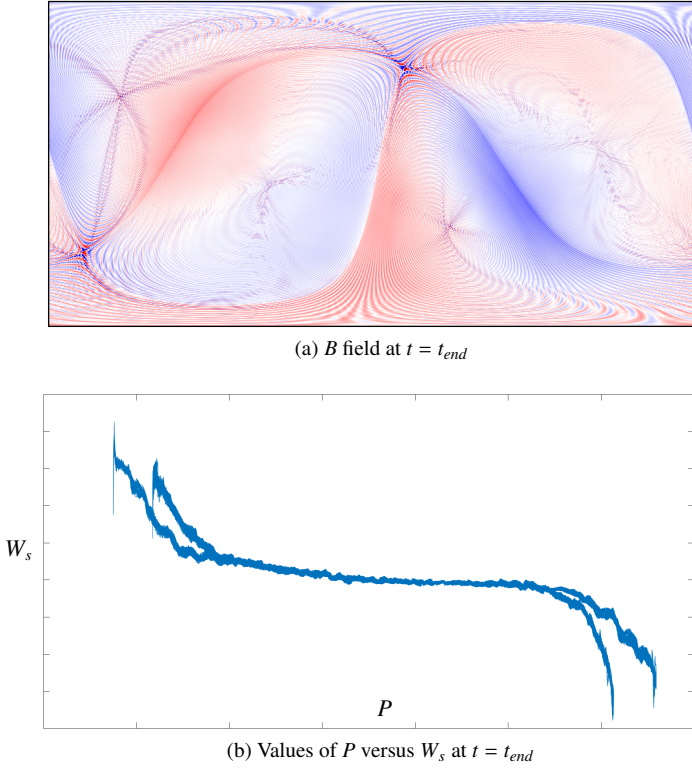 (a) B field at t = t_end
W_s
P
(b) Values of P versus W_s at t = t_end